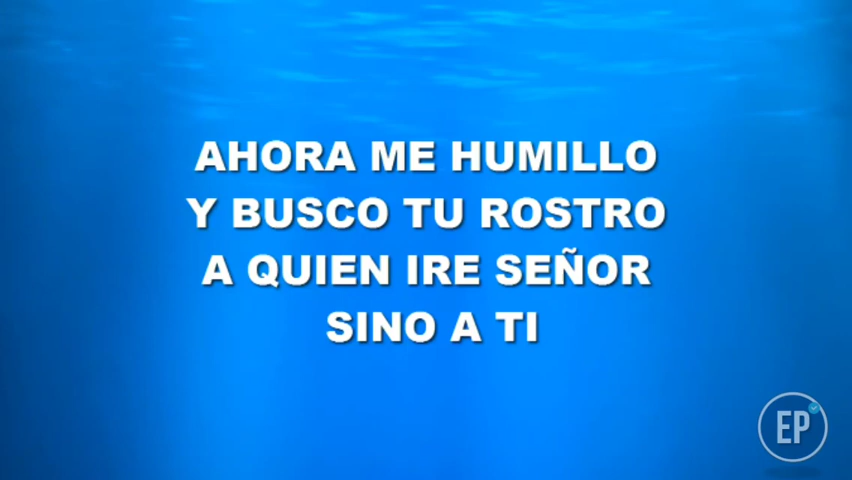 AHORA ME HUMILLO
Y BUSCO TU ROSTRO
A QUIEN IRE SEÑOR
SINO A TI
EP